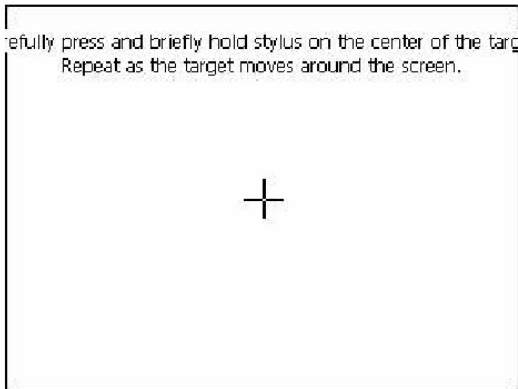 refully press and briefly hold stylus on the center of the targ
Repeat as the target moves around the screen.